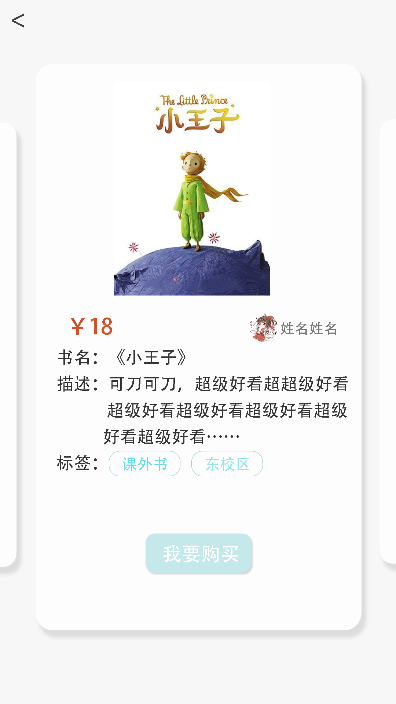 <
The Little Prince
小王子
￥18
姓名姓名
书名：《小王子》
描述：可刀可刀，超级好看超超级好看
超级好看超级好看超级好看超级
好看超级好看……
标签：课外书 东校区
我要购买